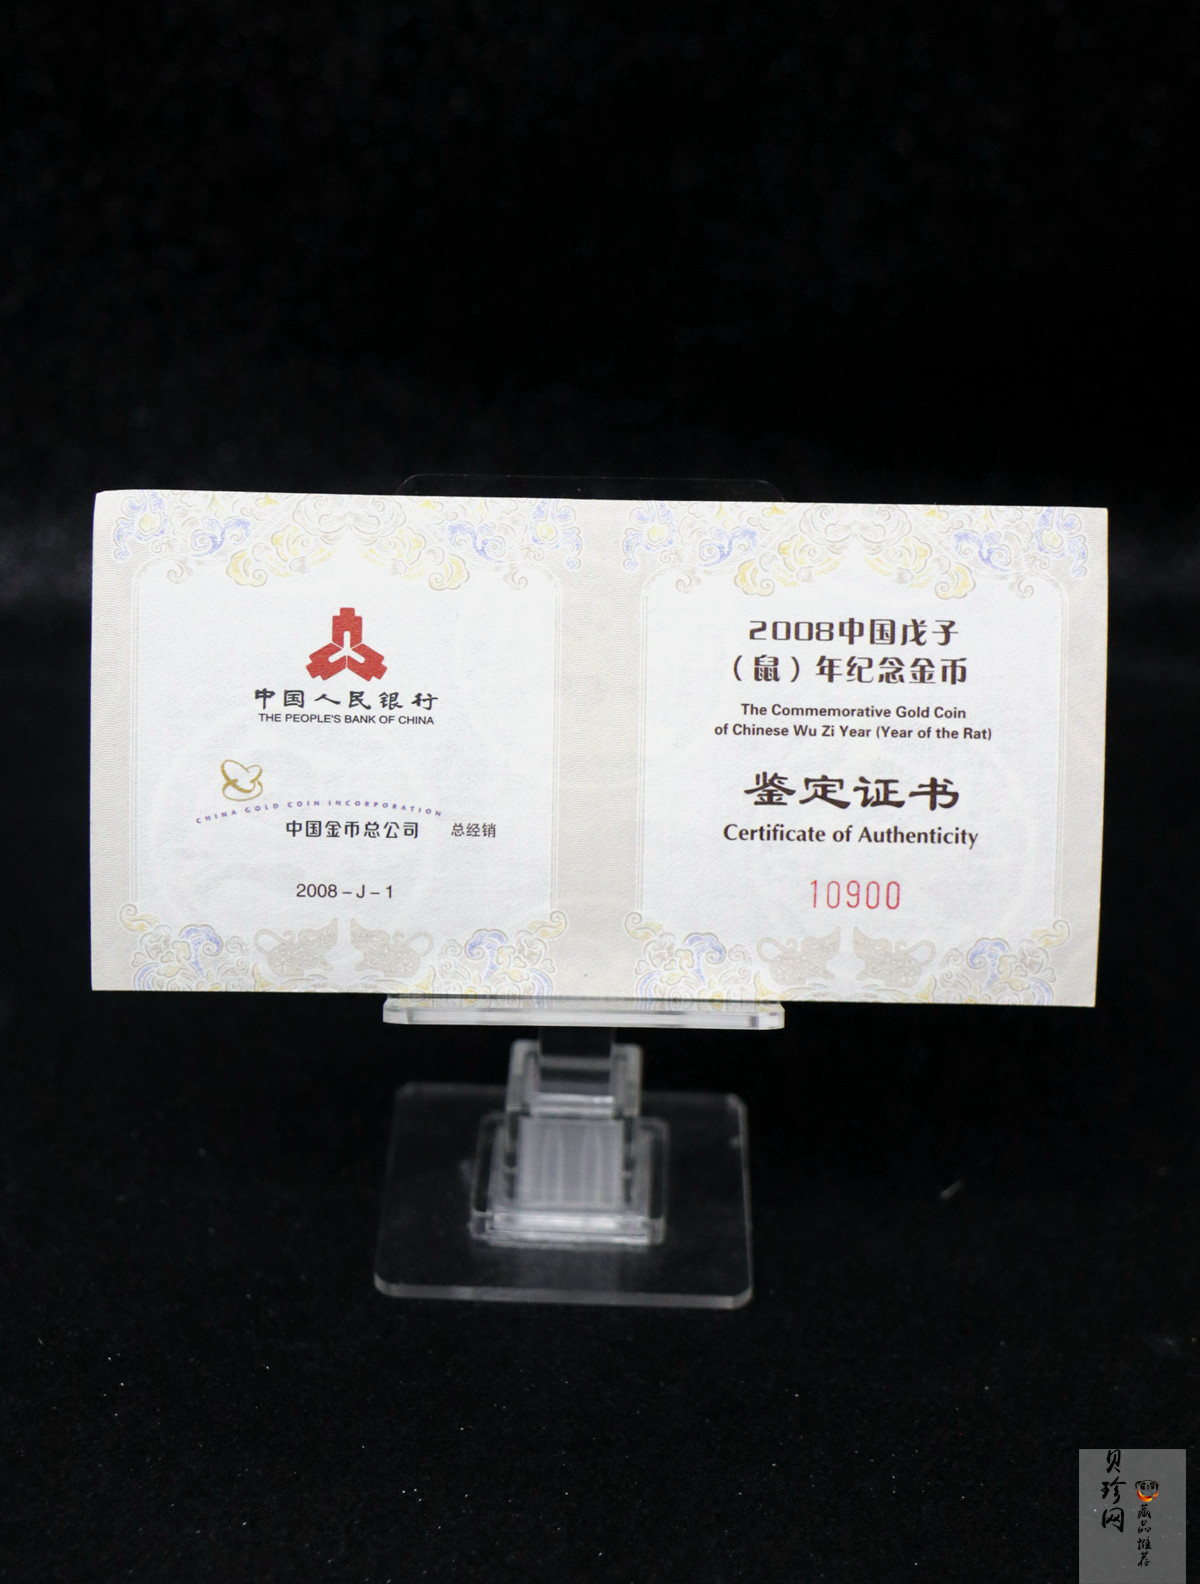 中国人民银行
THE PEOPLE'S BANK OF CHINA
CHINA GOLD COIN INCORPORATION
中国金币总公司 总经销
2008-J-1
2008中国戊子
（鼠）年纪念金币
The Commemorative Gold Coin
of Chinese Wu Zi Year (Year of the Rat)
鉴定证书
Certificate of Authenticity
10900
贝珍网
藏品推荐